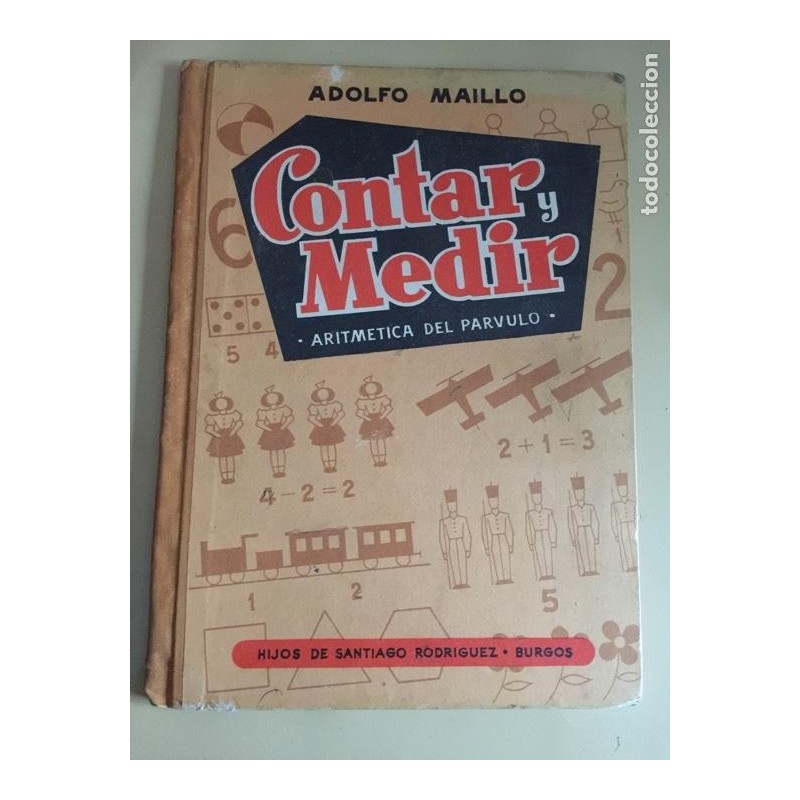 ADOLFO MAILLO
Contar y
Medir
· ARITMETICA DEL PARVULO ·
6
2
5 4
2+1=3
4-2=2
1 2
5
HIJOS DE SANTIAGO RODRIGUEZ · BURGOS
todocoleccion